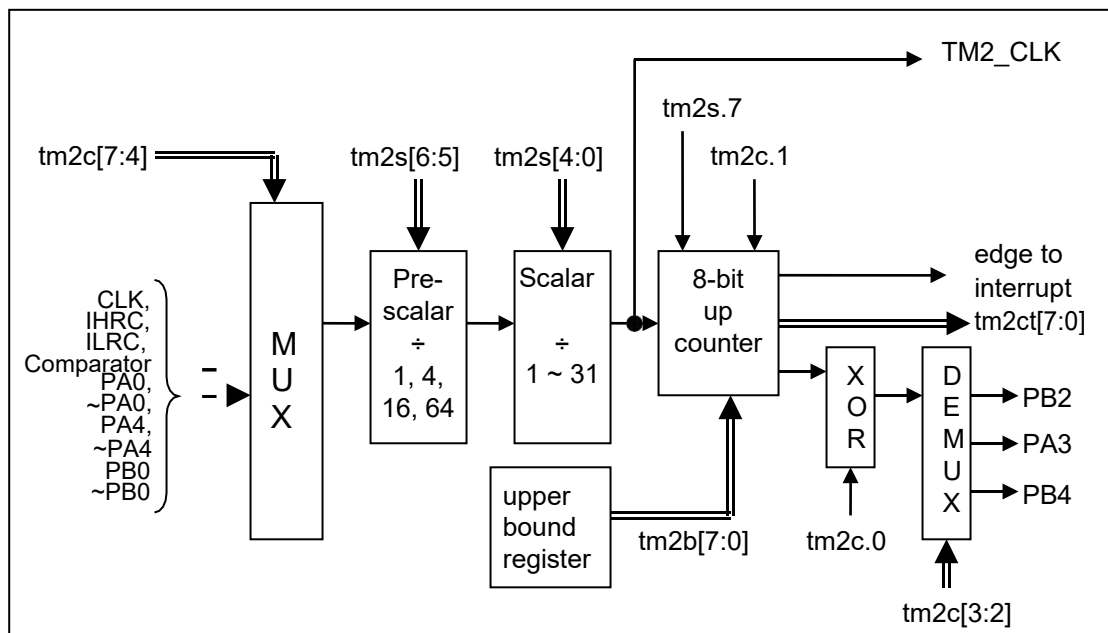 TM2_CLK
tm2s.7
tm2c[7:4]
tm2s[6:5]
tm2s[4:0]
tm2c.1
CLK,
IHRC,
ILRC,
Comparator
PA0,
~PA0,
PA4,
~PA4
PB0
~PB0
M
U
X
Pre-
scalar
÷
1, 4,
16, 64
Scalar
÷
1 ~ 31
8-bit
up
counter
edge to
interrupt
tm2ct[7:0]
X
O
R
D
E
M
U
X
PB2
PA3
PB4
upper
bound
register
tm2b[7:0]
tm2c.0
tm2c[3:2]